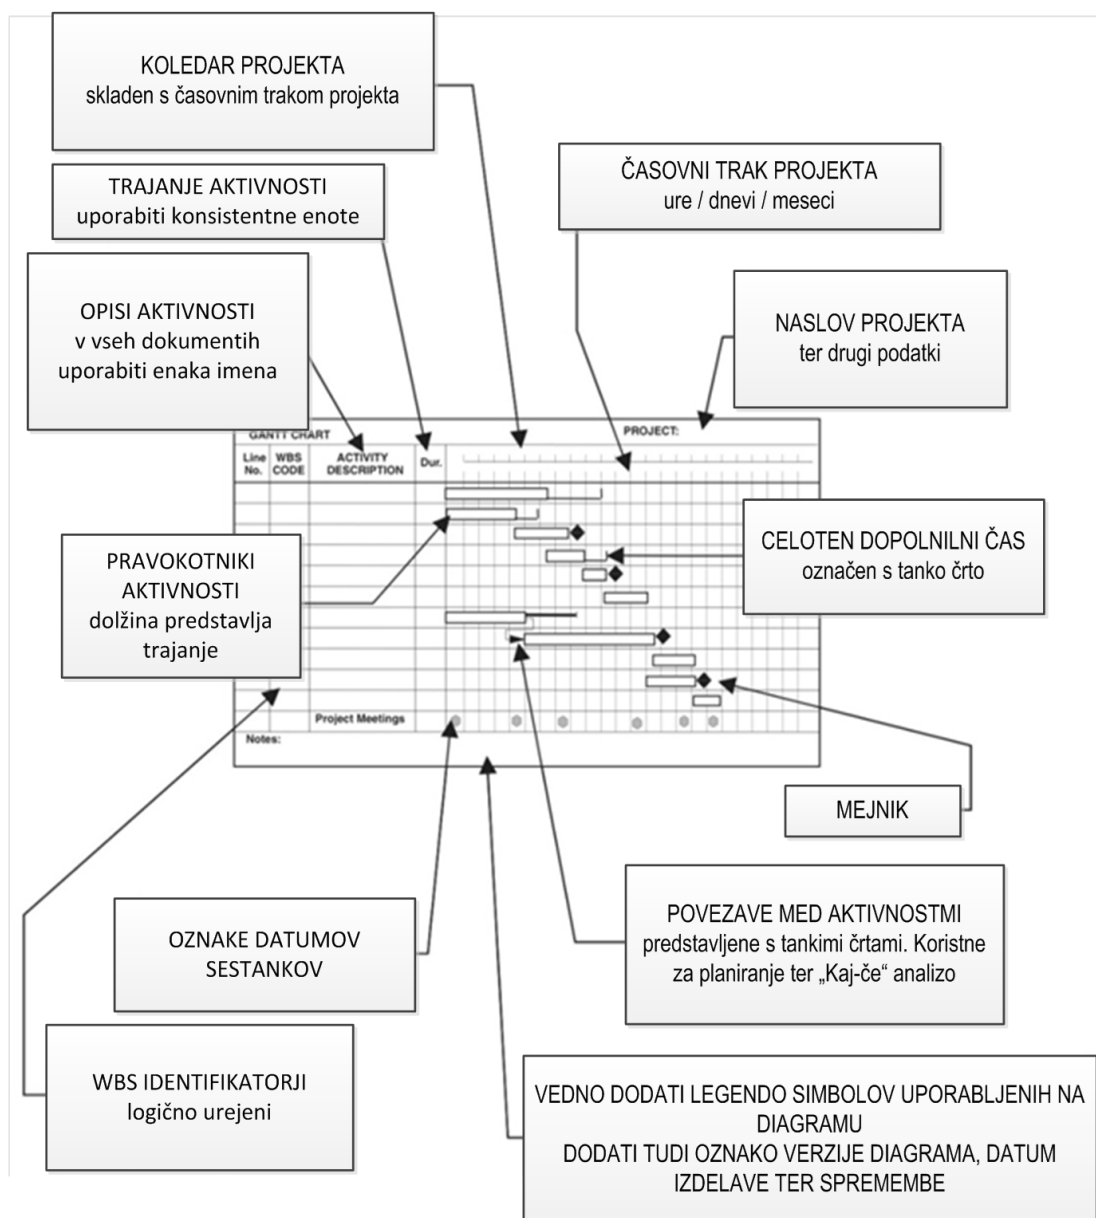 KOLEDAR PROJEKTA
skladen s časovnim trakom projekta
TRAJANJE AKTIVNOSTI
uporabiti konsistentne enote
ČASOVNI TRAK PROJEKTA
ure / dnevi / meseci
OPISI AKTIVNOSTI
v vseh dokumentih
uporabiti enaka imena
NASLOV PROJEKTA
ter drugi podatki
GANTT CHART
PROJECT:
Line
No.
WBS
CODE
ACTIVITY
DESCRIPTION
Dur.
PRAVOKOTNIKI
AKTIVNOSTI
dolžina predstavlja
trajanje
CELOTEN DOPOLNILNI ČAS
označen s tanko črto
Project Meetings
Notes:
MEJNIK
OZNAKE DATUMOV
SESTANKOV
POVEZAVE MED AKTIVNOSTMI
predstavljene s tankimi črtami. Koristne
za planiranje ter „Kaj-če“ analizo
WBS IDENTIFIKATORJI
logično urejeni
VEDNO DODATI LEGENDO SIMBOLOV UPORABLJENIH NA
DIAGRAMU
DODATI TUDI OZNAKO VERZIJE DIAGRAMA, DATUM
IZDELAVE TER SPREMEMBE